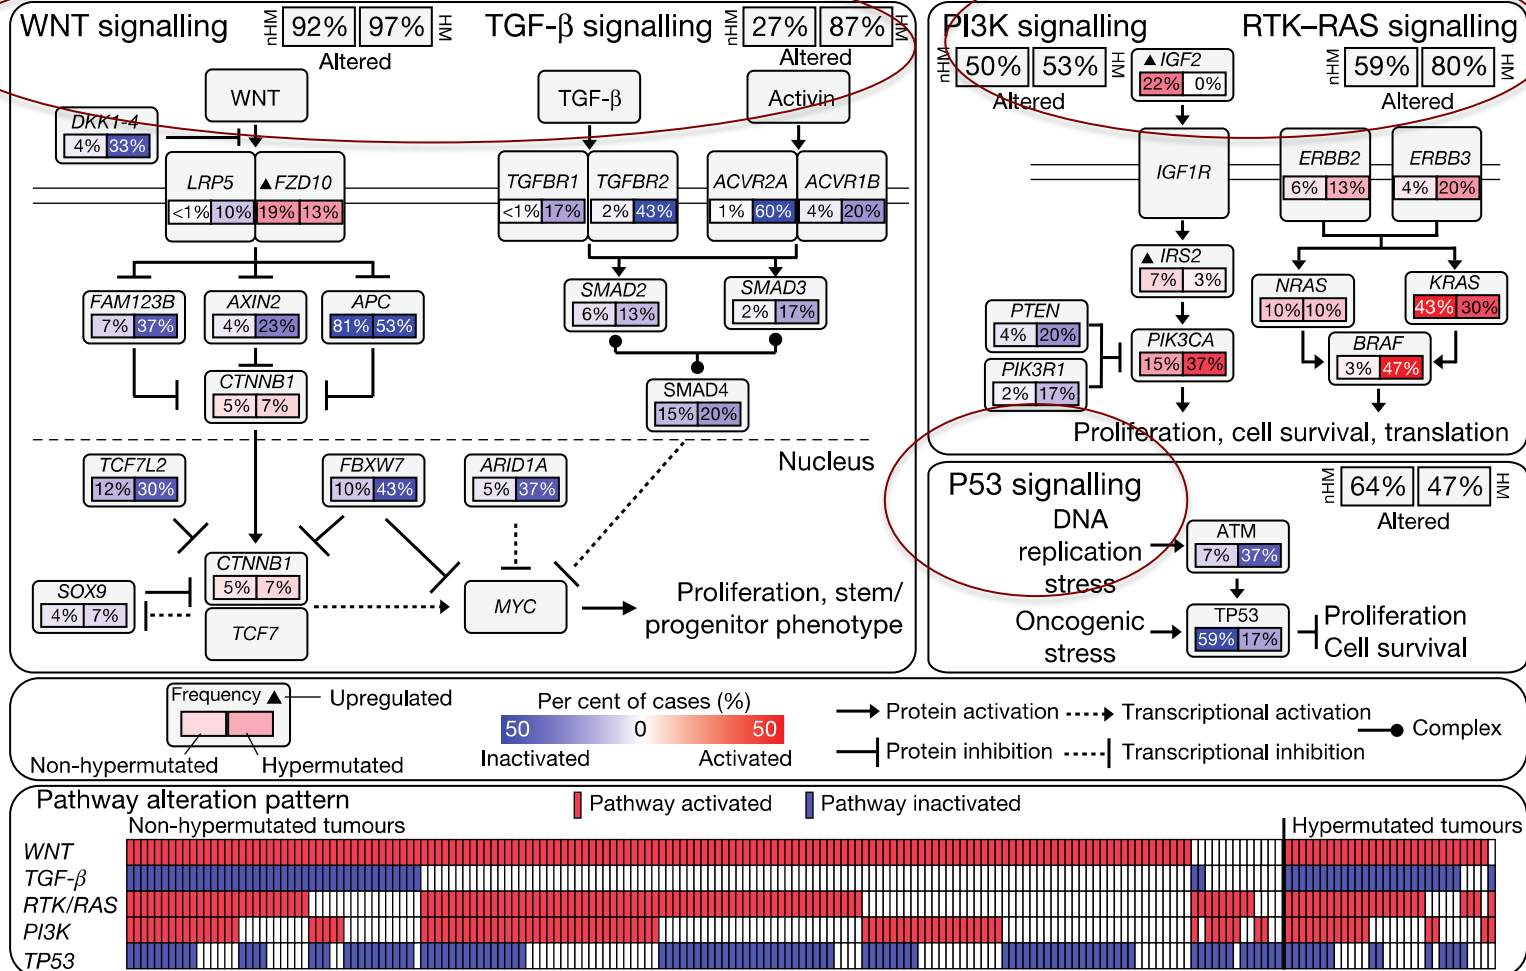 WNT signalling
nHM 92% 97% HM
Altered
TGF-β signalling
nHM 27% 87% HM
Altered
WNT
TGF-β
Activin
DKK1-4
4% 33%
LRP5
<1% 10%
▲FZD10
19% 13%
TGFBR1
<1% 17%
TGFBR2
2% 43%
ACVR2A
1% 60%
ACVR1B
4% 20%
FAM123B
7% 37%
AXIN2
4% 23%
APC
81% 53%
SMAD2
6% 13%
SMAD3
2% 17%
CTNNB1
5% 7%
SMAD4
15% 20%
Nucleus
TCF7L2
12% 30%
FBXW7
10% 43%
ARID1A
5% 37%
CTNNB1
5% 7%
TCF7
SOX9
4% 7%
MYC
Proliferation, stem/
progenitor phenotype
PI3K signalling
nHM 50% 53% HM
Altered
RTK–RAS signalling
nHM 59% 80% HM
Altered
▲IGF2
22% 0%
IGF1R
ERBB2
6% 13%
ERBB3
4% 20%
▲IRS2
7% 3%
NRAS
10% 10%
KRAS
43% 30%
PTEN
4% 20%
PIK3R1
2% 17%
PIK3CA
15% 37%
BRAF
3% 47%
Proliferation, cell survival, translation
P53 signalling
nHM 64% 47% HM
Altered
DNA
replication
stress
ATM
7% 37%
Oncogenic
stress
TP53
59% 17%
Proliferation
Cell survival
Frequency ▲
Upregulated
Non-hypermutated
Hypermutated
Per cent of cases (%)
50 0 50
Inactivated Activated
Protein activation
Transcriptional activation
Protein inhibition
Transcriptional inhibition
Complex
Pathway alteration pattern
Pathway activated
Pathway inactivated
Non-hypermutated tumours
Hypermutated tumours
WNT
TGF-β
RTK/RAS
PI3K
TP53